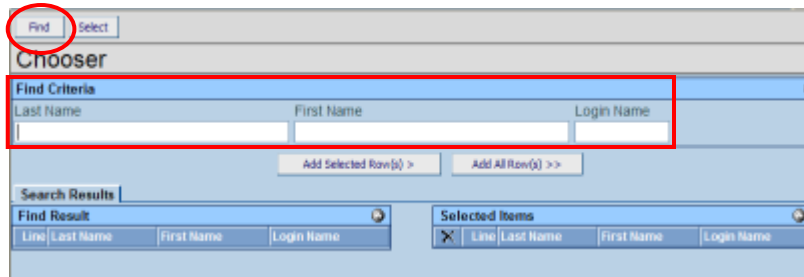 Find Select
Chooser
Find Criteria
Last Name First Name Login Name
Add Selected Row(s) > Add All Row(s) >>
Search Results
Find Result Selected Items
Line Last Name First Name Login Name X Line Last Name First Name Login Name